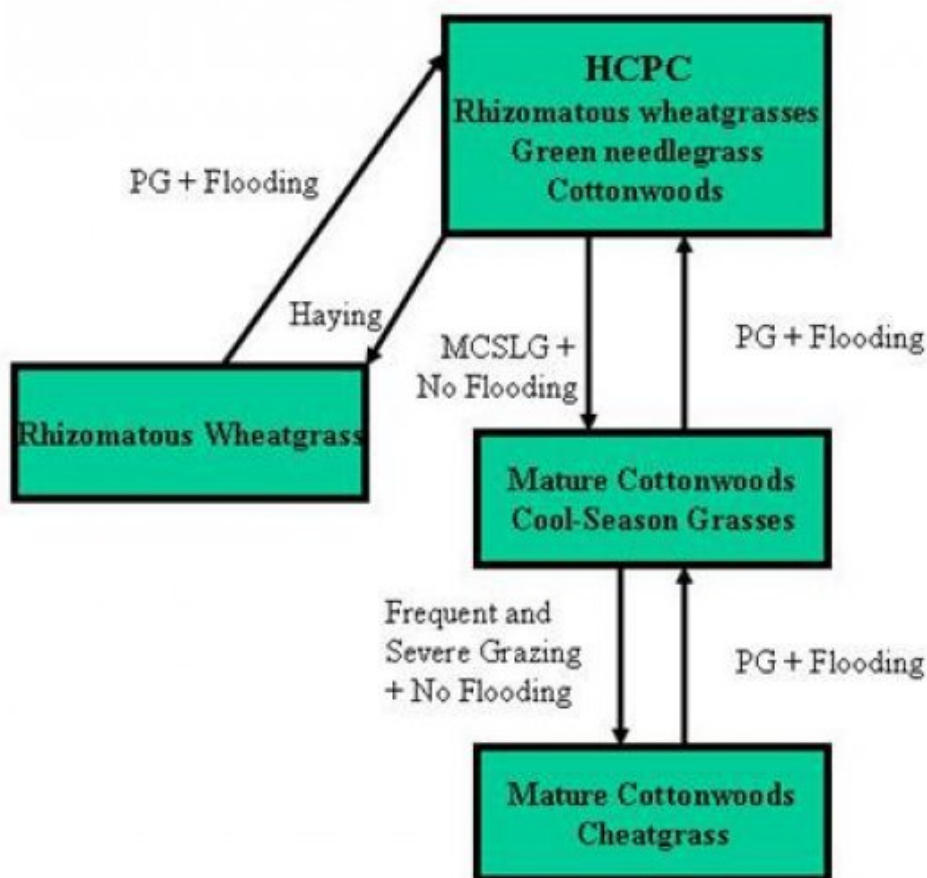 HCPC
Rhizomatous wheatgrasses
Green needlegrass
Cottonwoods
PG + Flooding
Haying
MCSLG +
No Flooding
PG + Flooding
Rhizomatous Wheatgrass
Mature Cottonwoods
Cool-Season Grasses
Frequent and
Severe Grazing
+ No Flooding
PG + Flooding
Mature Cottonwoods
Cheatgrass